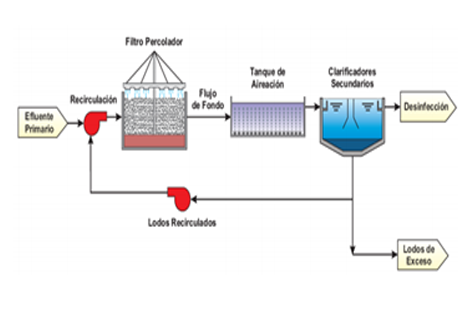 Filtro Percolador
Recirculación
Efluente
Primario
Flujo
de Fondo
Tanque de
Aireación
Clarificadores
Secundarios
Desinfección
Lodos Recirculados
Lodos de
Exceso